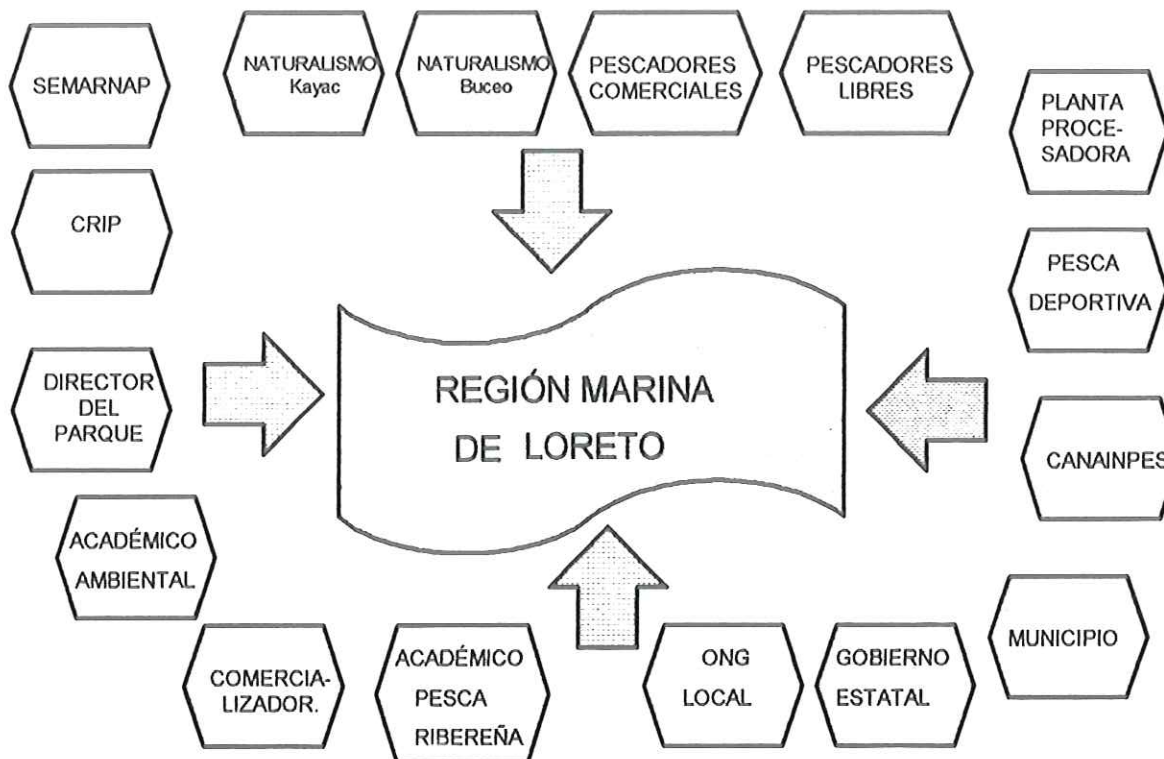 SEMARNAP
NATURALISMO
Kayac
NATURALISMO
Buceo
PESCADORES
COMERCIALES
PESCADORES
LIBRES
PLANTA
PROCE-
SADORA
CRIP
PESCA
DEPORTIVA
DIRECTOR
DEL
PARQUE
REGIÓN MARINA
DE LORETO
CANAINPES
ACADÉMICO
AMBIENTAL
COMERCIA-
LIZADOR.
ACADÉMICO
PESCA
RIBEREÑA
ONG
LOCAL
GOBIERNO
ESTATAL
MUNICIPIO